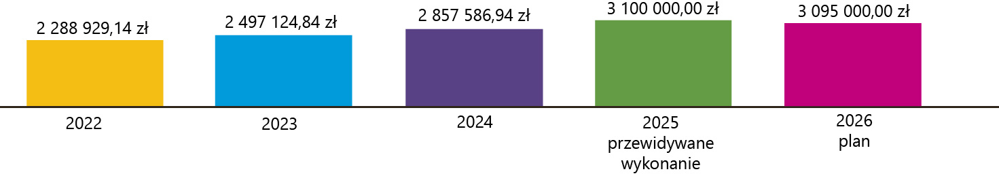 2 288 929,14 zł
2 497 124,84 zł
2 857 586,94 zł
3 100 000,00 zł
3 095 000,00 zł
2022
2023
2024
2025
przewidywane
wykonanie
2026
plan